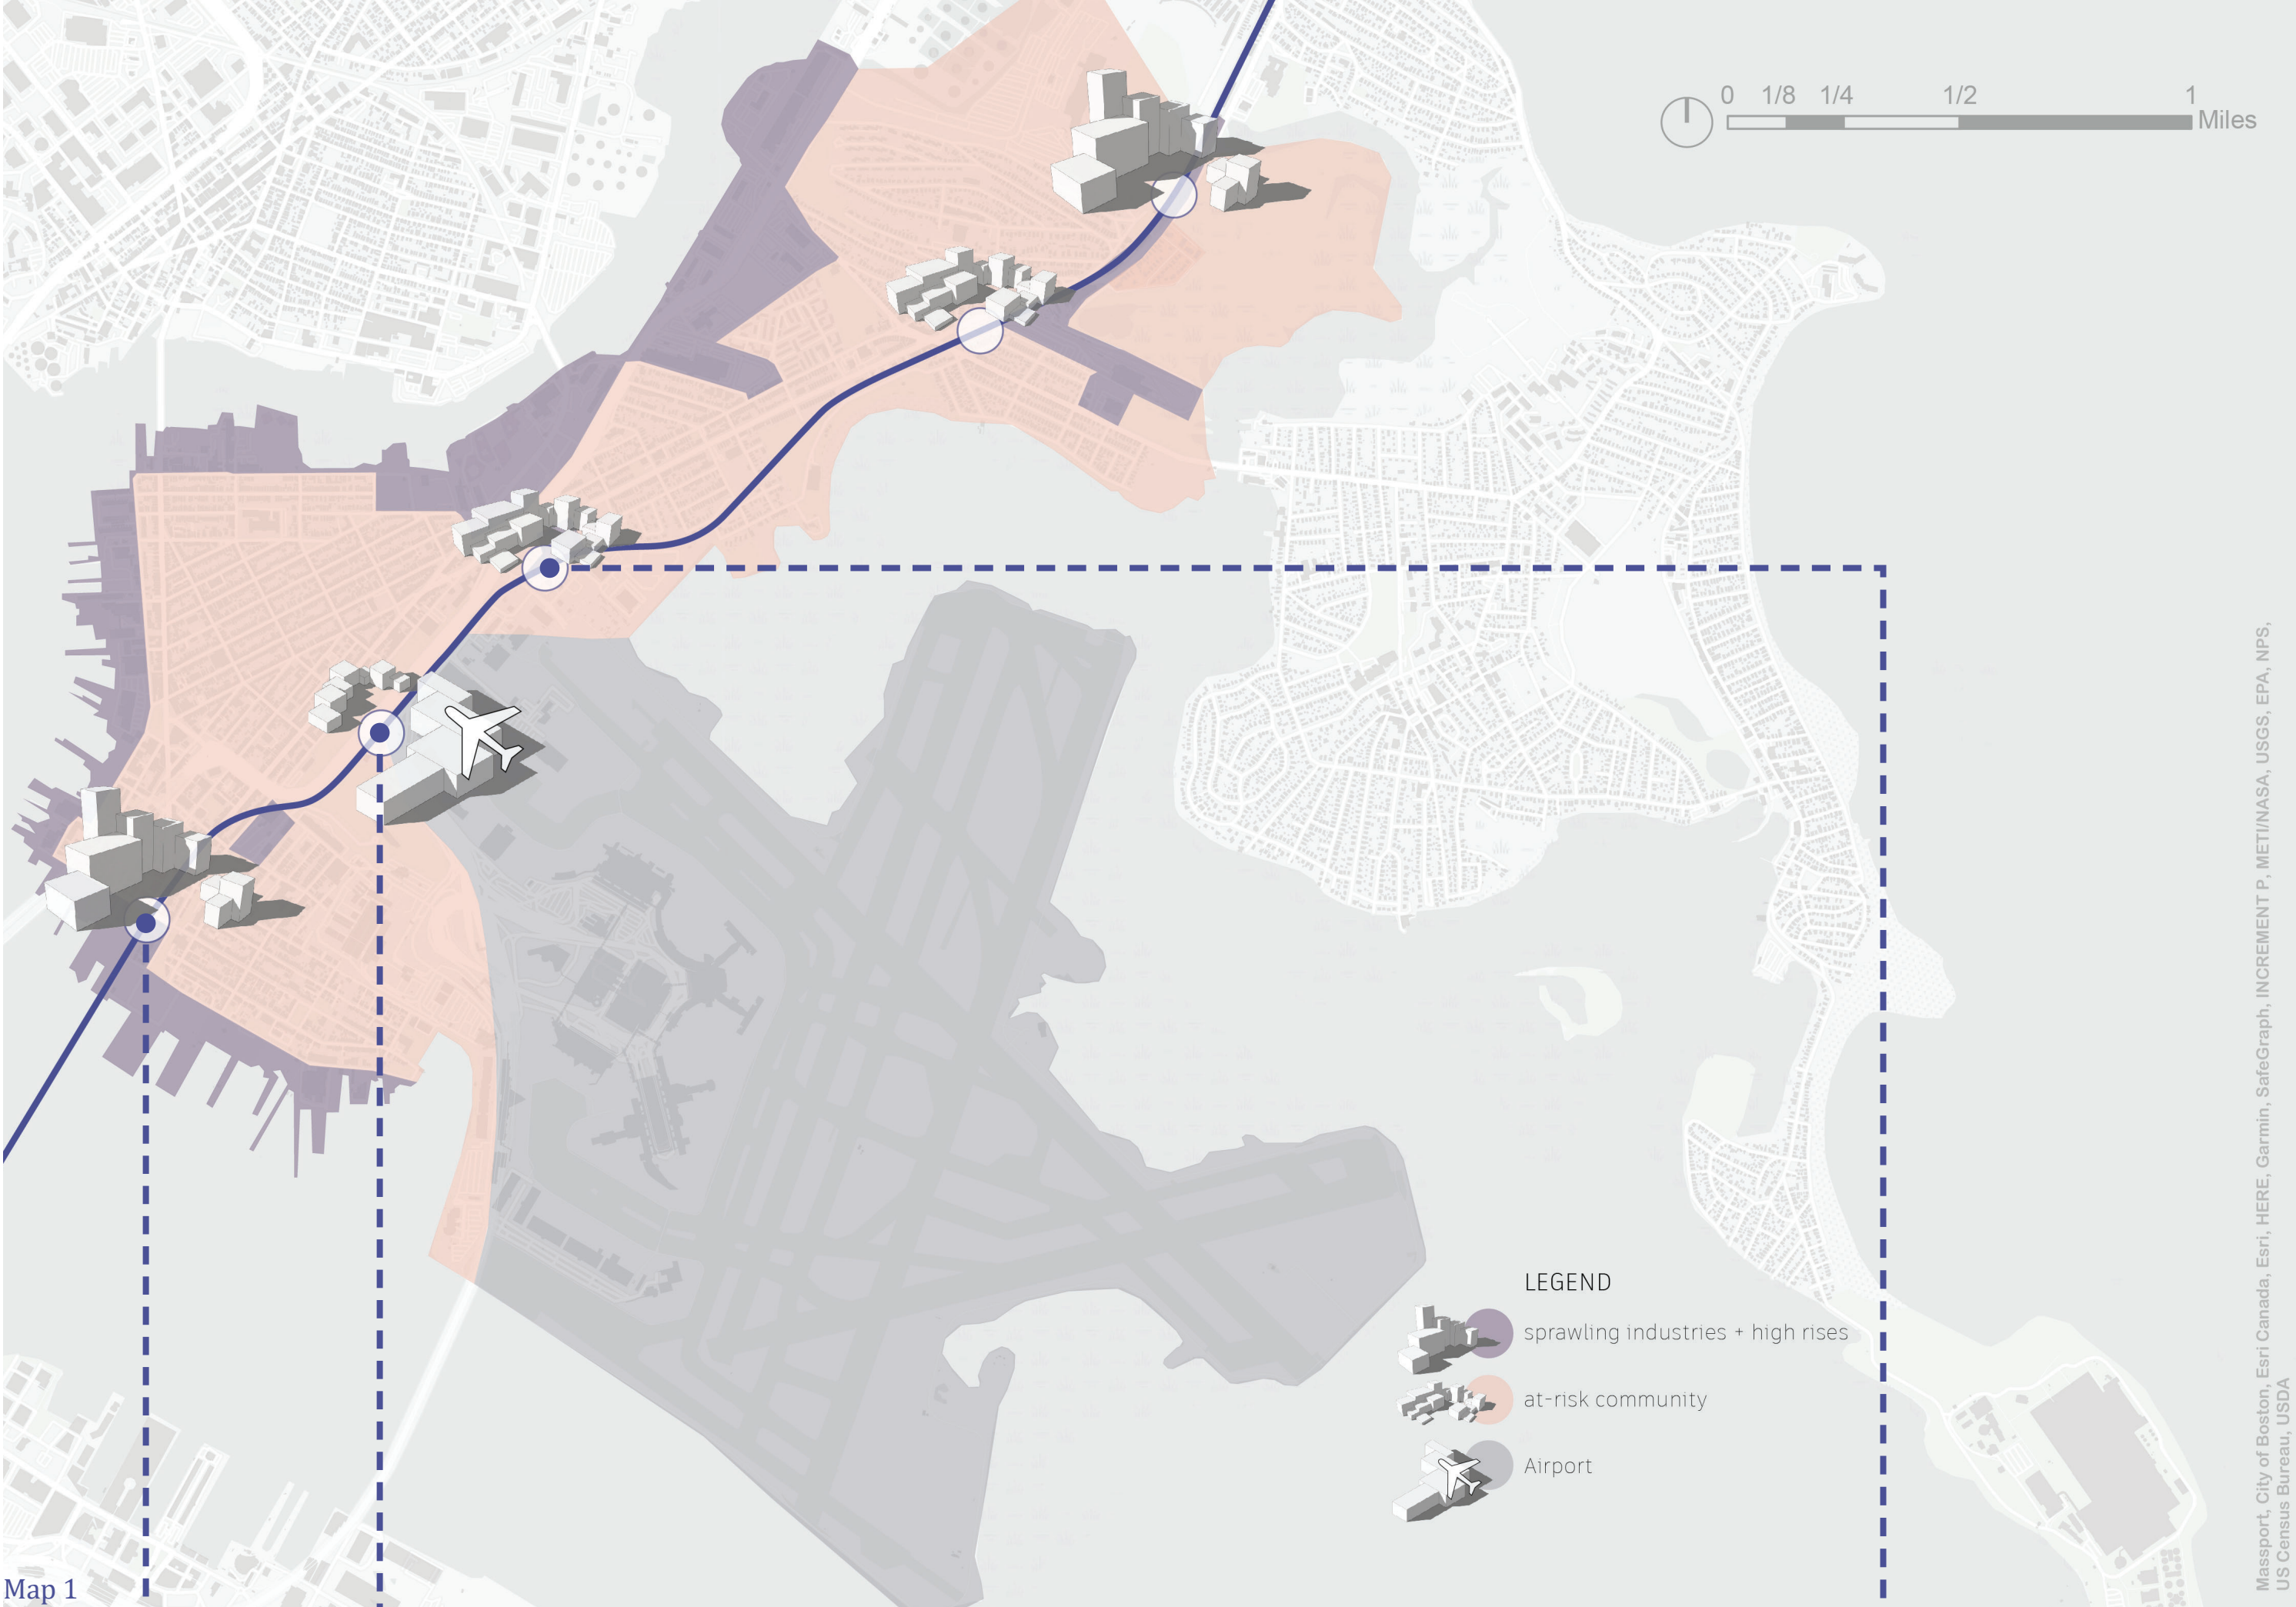 0 1/8 1/4 1/2 1
Miles
LEGEND
sprawling industries + high rises
at-risk community
Airport
Massport, City of Boston, Esri Canada, Esri, HERE, Garmin, SafeGraph, INCREMENT P, METI/NASA, USGS, EPA, NPS,
US Census Bureau, USDA
Map 1